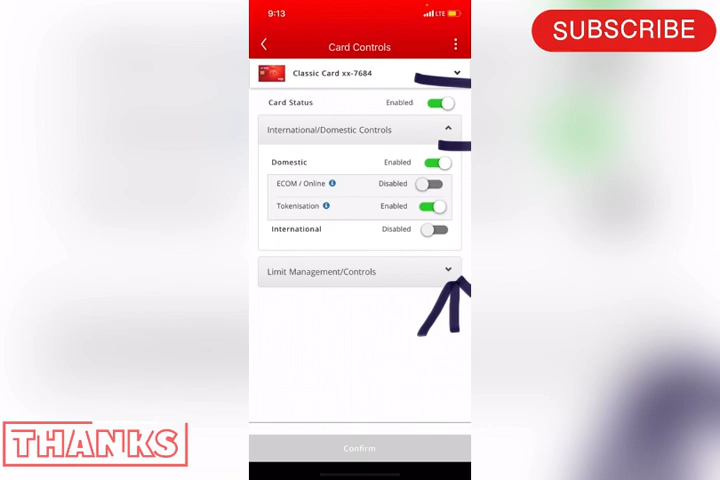 9:13
LTE
SUBSCRIBE
Card Controls
Classic Card xx-7684
Card Status Enabled
International/Domestic Controls
Domestic Enabled
ECOM / Online Disabled
Tokenisation Enabled
International Disabled
Limit Management/Controls
THANKS
Confirm